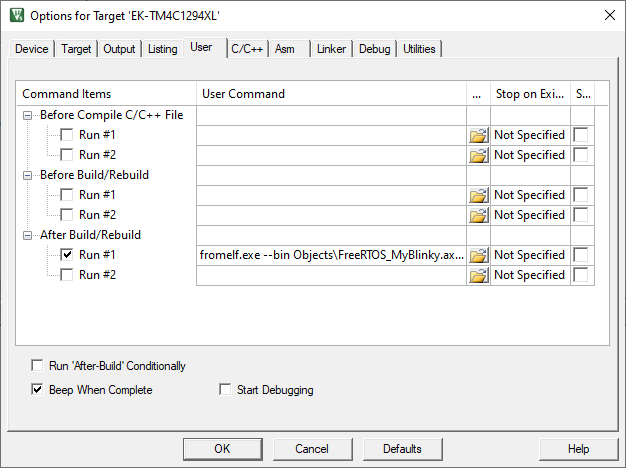 Options for Target 'EK-TM4C1294XL'
Device Target Output Listing User C/C++ Asm Linker Debug Utilities
Command Items User Command ... Stop on Exi... S...
Before Compile C/C++ File
Run #1 Not Specified
Run #2 Not Specified
Before Build/Rebuild
Run #1 Not Specified
Run #2 Not Specified
After Build/Rebuild
Run #1 fromelf.exe --bin Objects\FreeRTOS_MyBlinky.ax... Not Specified
Run #2 Not Specified
Run 'After-Build' Conditionally
Beep When Complete Start Debugging
OK Cancel Defaults Help